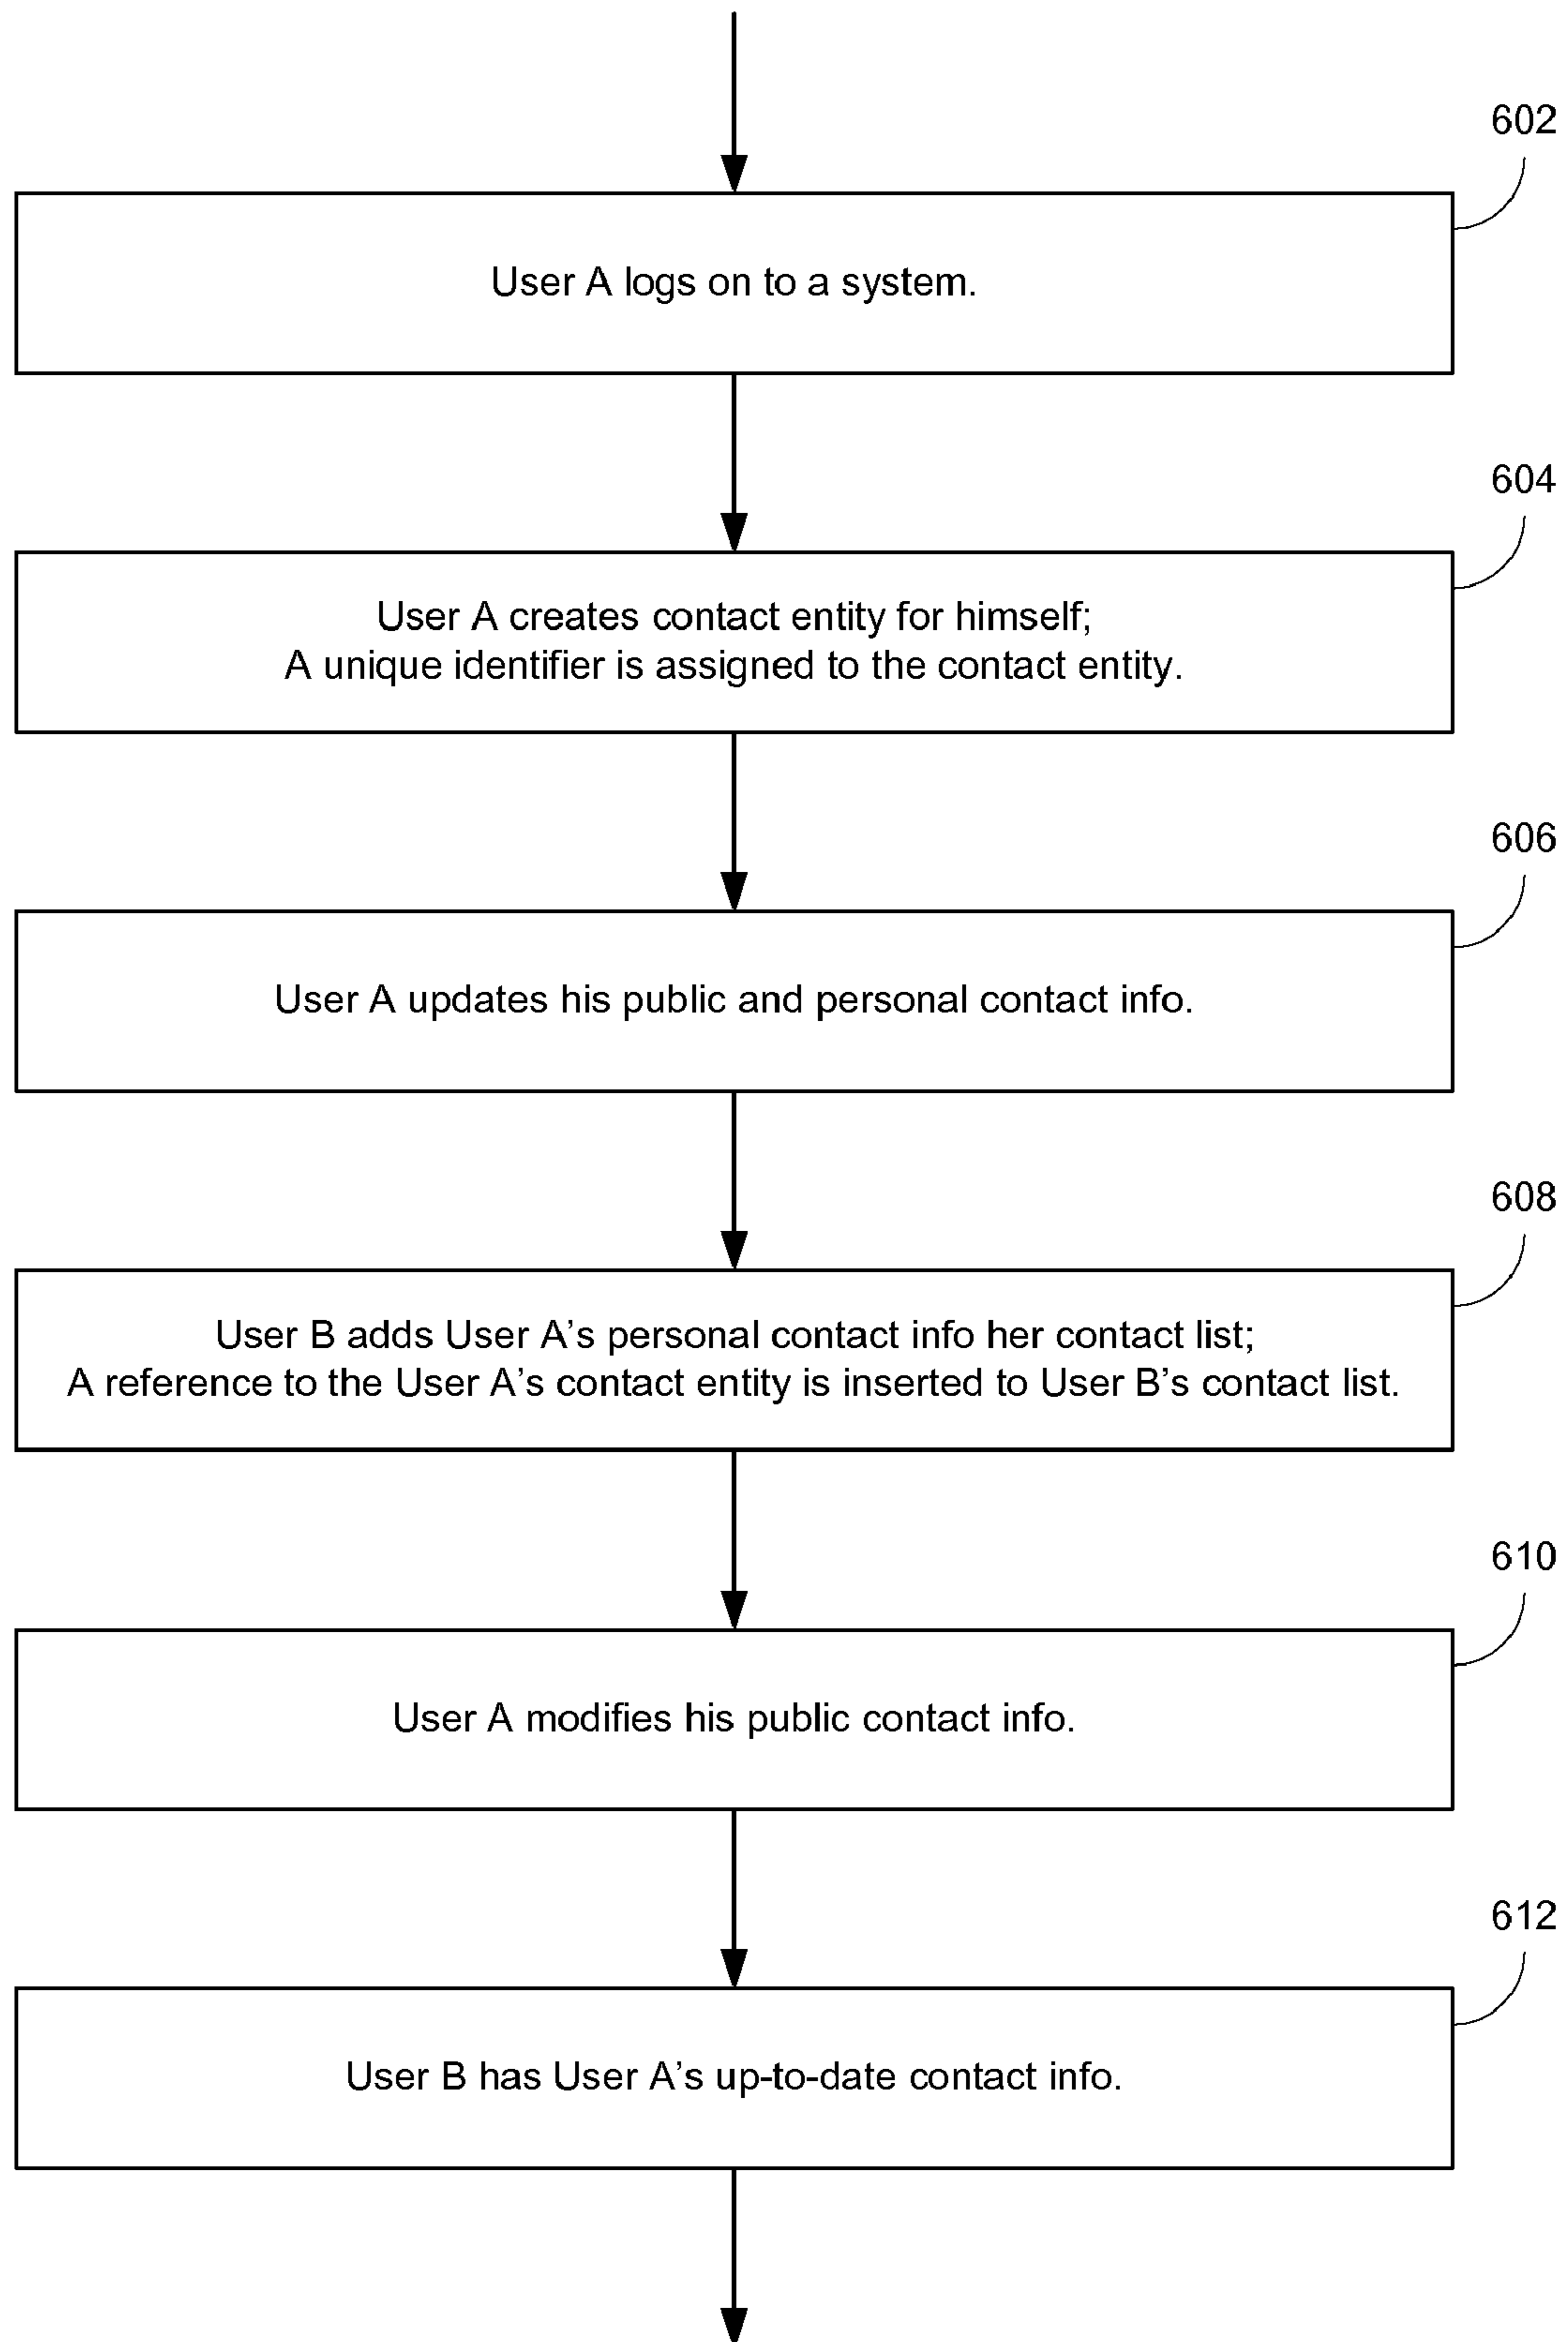 602
User A logs on to a system.
604
User A creates contact entity for himself;
A unique identifier is assigned to the contact entity.
606
User A updates his public and personal contact info.
608
User B adds User A’s personal contact info her contact list;
A reference to the User A’s contact entity is inserted to User B’s contact list.
610
User A modifies his public contact info.
612
User B has User A’s up-to-date contact info.